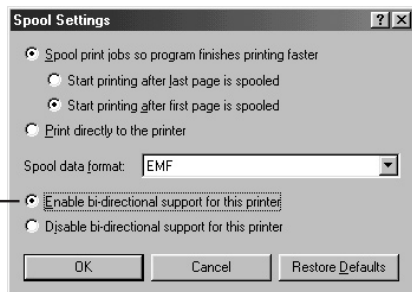 Spool Settings
Spool print jobs so program finishes printing faster
Start printing after last page is spooled
Start printing after first page is spooled
Print directly to the printer
Spool data format: EMF
Enable bi-directional support for this printer
Disable bi-directional support for this printer
OK Cancel Restore Defaults